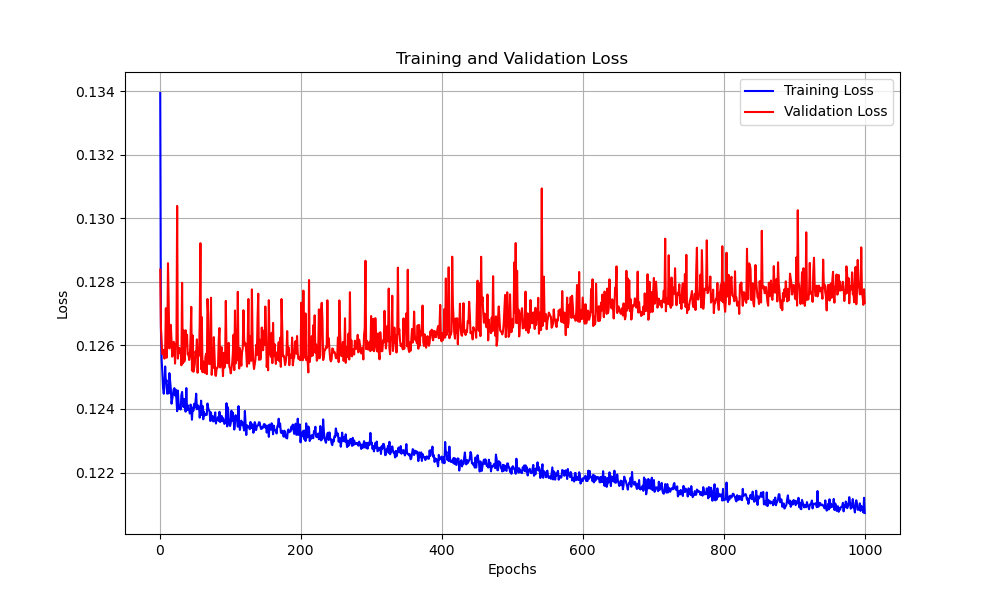 Training and Validation Loss
Training Loss
Validation Loss
0.134
0.132
0.130
0.128
0.126
0.124
0.122
Loss
0
200
400
600
800
1000
Epochs